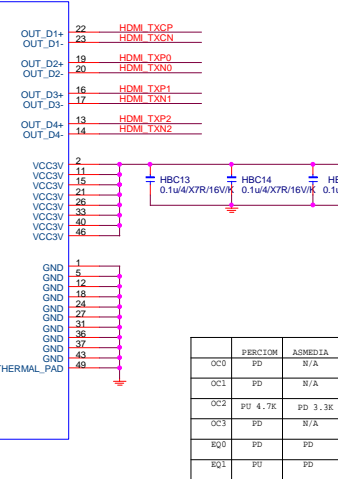 OUT_D1+ 22 HDMI_TXCP
OUT_D1- 23 HDMI_TXCN
OUT_D2+ 19 HDMI_TXP0
OUT_D2- 20 HDMI_TXN0
OUT_D3+ 16 HDMI_TXP1
OUT_D3- 17 HDMI_TXN1
OUT_D4+ 13 HDMI_TXP2
OUT_D4- 14 HDMI_TXN2
VCC3V 2
VCC3V 11
VCC3V 15
VCC3V 21
VCC3V 26
VCC3V 33
VCC3V 40
VCC3V 46
HBC13
0.1u/4/X7R/16V/K
HBC14
0.1u/4/X7R/16V/K
HB
0.1u
GND 1
GND 5
GND 12
GND 18
GND 24
GND 27
GND 31
GND 36
GND 37
GND 43
THERMAL_PAD 49
PERCIOM ASMEDIA
OC0 PD N/A
OC1 PD N/A
OC2 PU 4.7K PD 3.3K
OC3 PD N/A
EQ0 PD PD
EQ1 PU PD